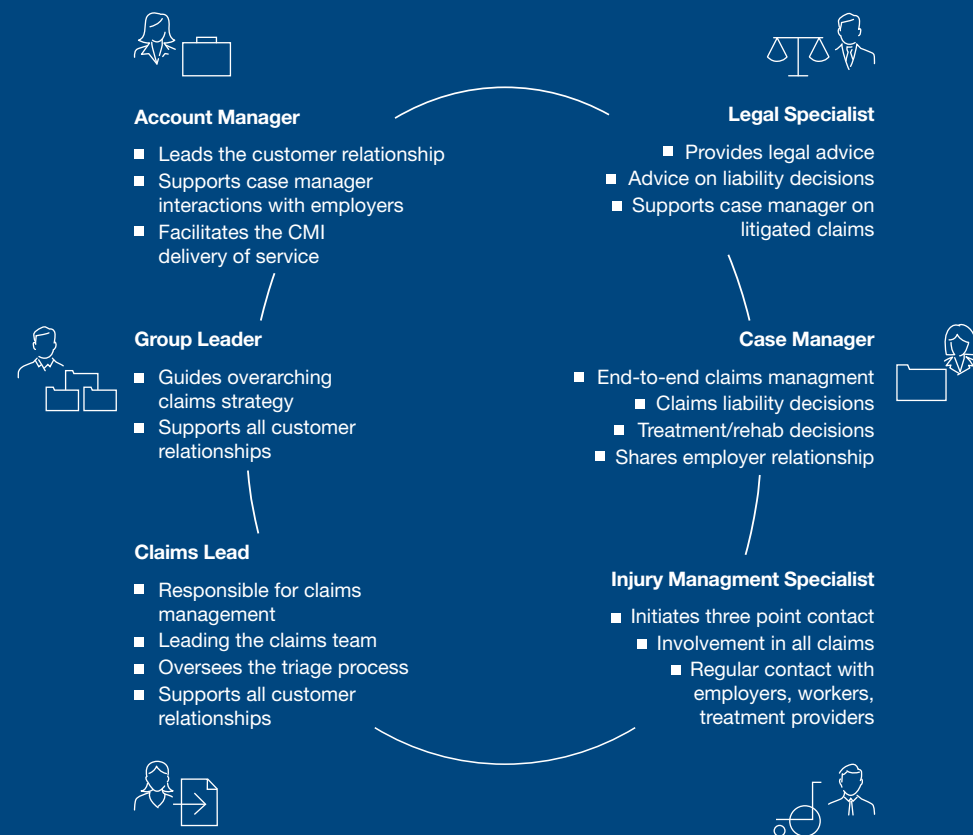 Account Manager
Leads the customer relationship
Supports case manager
interactions with employers
Facilitates the CMI
delivery of service
Legal Specialist
Provides legal advice
Advice on liability decisions
Supports case manager on
litigated claims
Group Leader
Guides overarching
claims strategy
Supports all customer
relationships
Case Manager
End-to-end claims managment
Claims liability decisions
Treatment/rehab decisions
Shares employer relationship
Claims Lead
Responsible for claims
management
Leading the claims team
Oversees the triage process
Supports all customer
relationships
Injury Managment Specialist
Initiates three point contact
Involvement in all claims
Regular contact with
employers, workers,
treatment providers